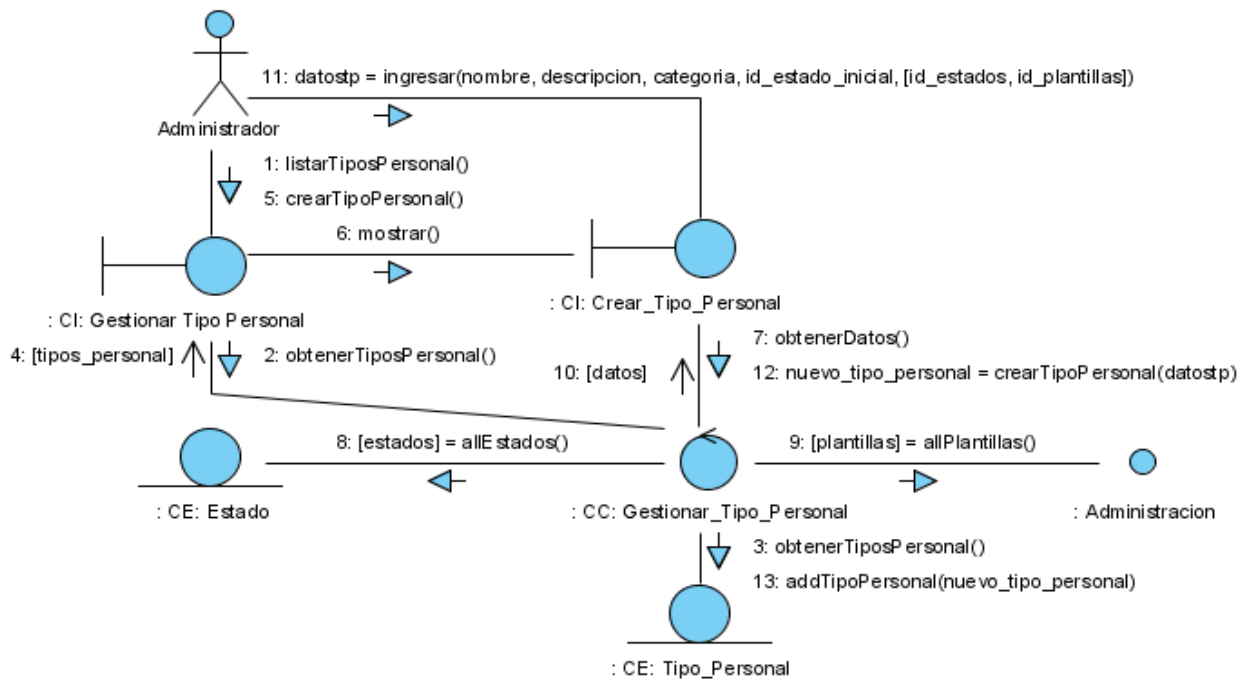 11: datostp = ingresar(nombre, descripcion, categoria, id_estado_inicial, [id_estados, id_plantillas])
Administrador
1: listarTiposPersonal()
5: crearTipoPersonal()
6: mostrar()
: CI: Gestionar Tipo Personal
: CI: Crear_Tipo_Personal
4: [tipos_personal]
2: obtenerTiposPersonal()
7: obtenerDatos()
10: [datos]
12: nuevo_tipo_personal = crearTipoPersonal(datostp)
8: [estados] = allEstados()
9: [plantillas] = allPlantillas()
: CE: Estado
: CC: Gestionar_Tipo_Personal
: Administracion
3: obtenerTiposPersonal()
13: addTipoPersonal(nuevo_tipo_personal)
: CE: Tipo_Personal